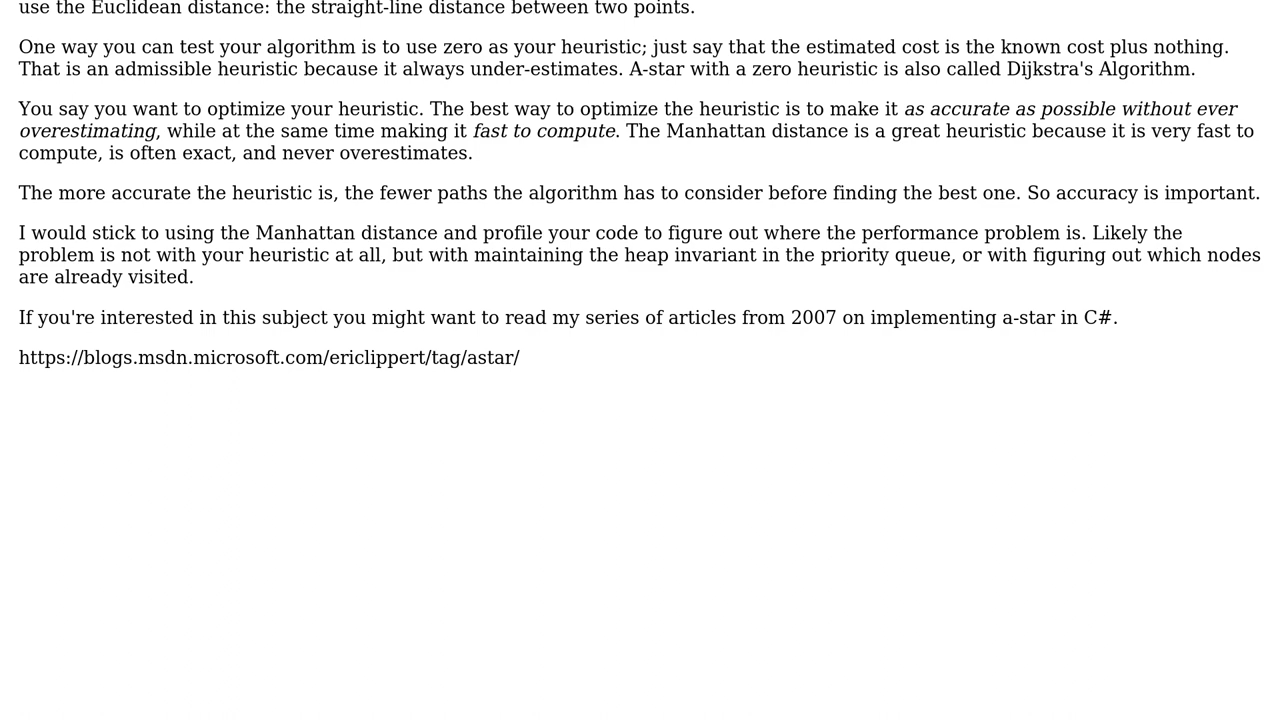 use the Euclidean distance: the straight-line distance between two points.
One way you can test your algorithm is to use zero as your heuristic; just say that the estimated cost is the known cost plus nothing.
That is an admissible heuristic because it always under-estimates. A-star with a zero heuristic is also called Dijkstra's Algorithm.
You say you want to optimize your heuristic. The best way to optimize the heuristic is to make it as accurate as possible without ever
overestimating, while at the same time making it fast to compute. The Manhattan distance is a great heuristic because it is very fast to
compute, is often exact, and never overestimates.
The more accurate the heuristic is, the fewer paths the algorithm has to consider before finding the best one. So accuracy is important.
I would stick to using the Manhattan distance and profile your code to figure out where the performance problem is. Likely the
problem is not with your heuristic at all, but with maintaining the heap invariant in the priority queue, or with figuring out which nodes
are already visited.
If you're interested in this subject you might want to read my series of articles from 2007 on implementing a-star in C#.
https://blogs.msdn.microsoft.com/ericlippert/tag/astar/